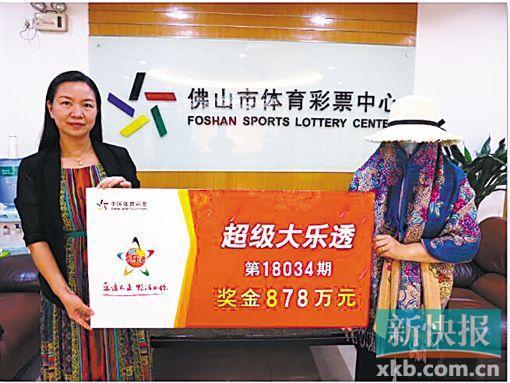 佛山市体育彩票中心
FOSHAN SPORTS LOTTERY CENTE
中国体育彩票
超级大乐透
第18034期
奖金878万元
新快报
xkb.com.cn